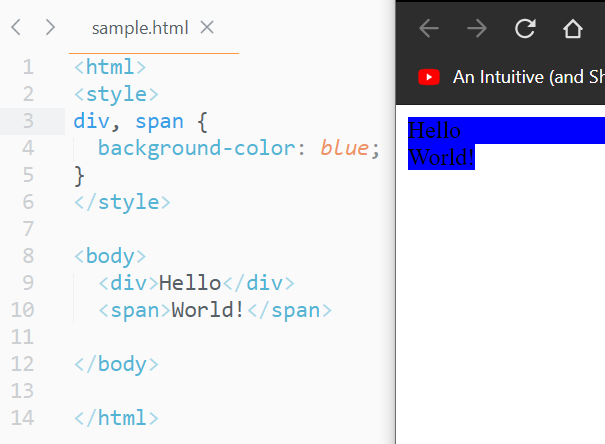 sample.html
1 <html>
2 <style>
3 div, span {
4 background-color: blue;
5 }
6 </style>
7
8 <body>
9 <div>Hello</div>
10 <span>World!</span>
11
12 </body>
13
14 </html>
An Intuitive (and Sh
Hello
World!